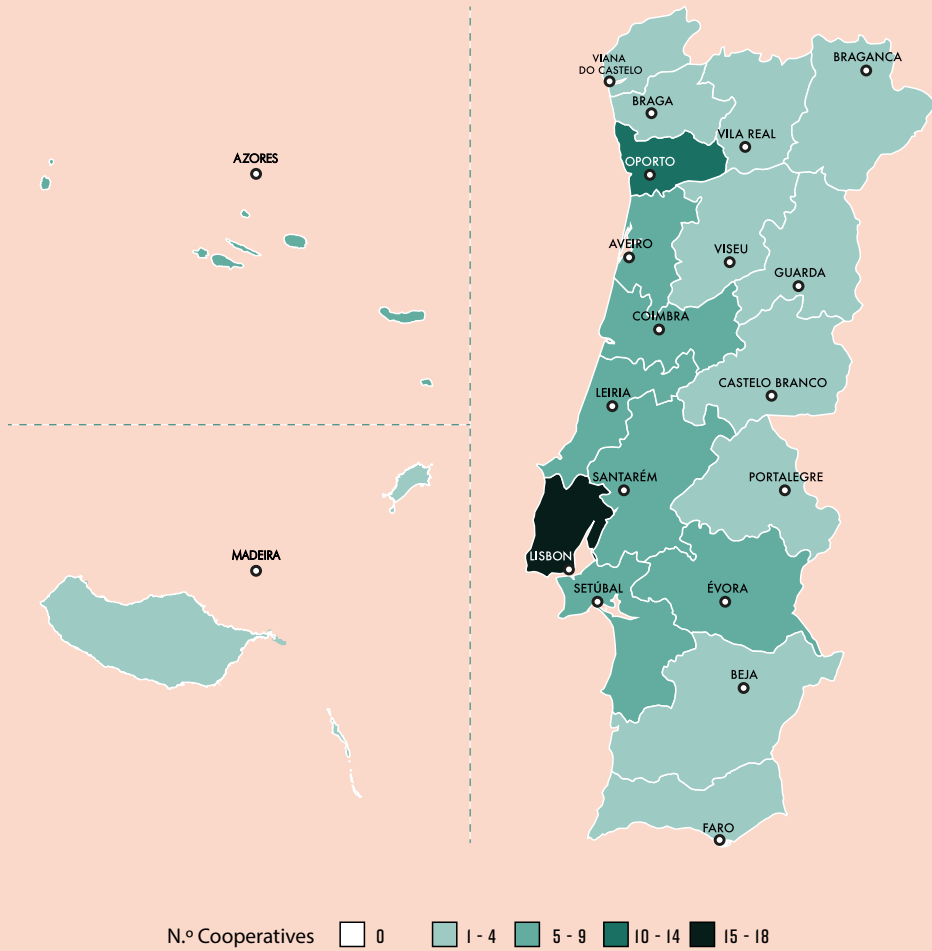 VIANA
DO CASTELO
BRAGANCA
BRAGA
VILA REAL
OPORTO
AZORES
AVEIRO
VISEU
GUARDA
COIMBRA
CASTELO BRANCO
LEIRIA
SANTARÉM
PORTALEGRE
MADEIRA
LISBON
SETÚBAL
ÉVORA
BEJA
FARO
N.º Cooperatives 0 1 - 4 5 - 9 10 - 14 15 - 18